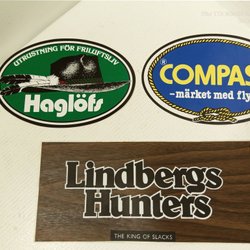 UTRUSTNING FÖR FRILUFTSLIV
Haglöfs
®
COMPAS
-märket med fly
Lindbergs
Hunters
THE KING OF SLACKS